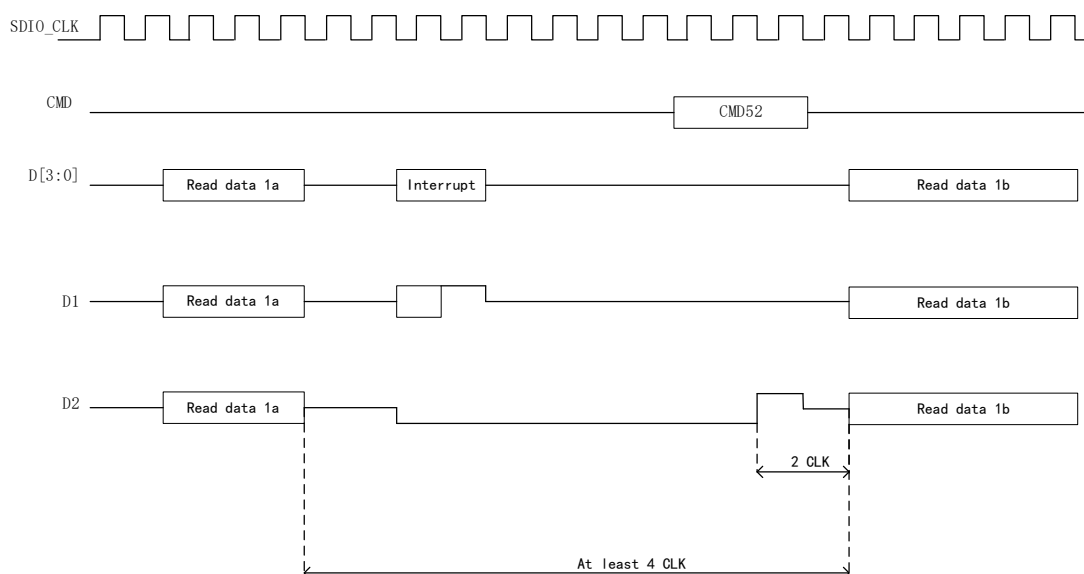 SDIO_CLK
CMD
CMD52
D[3:0]
Read data 1a
Interrupt
Read data 1b
D1
Read data 1a
Read data 1b
D2
Read data 1a
Read data 1b
2 CLK
At least 4 CLK